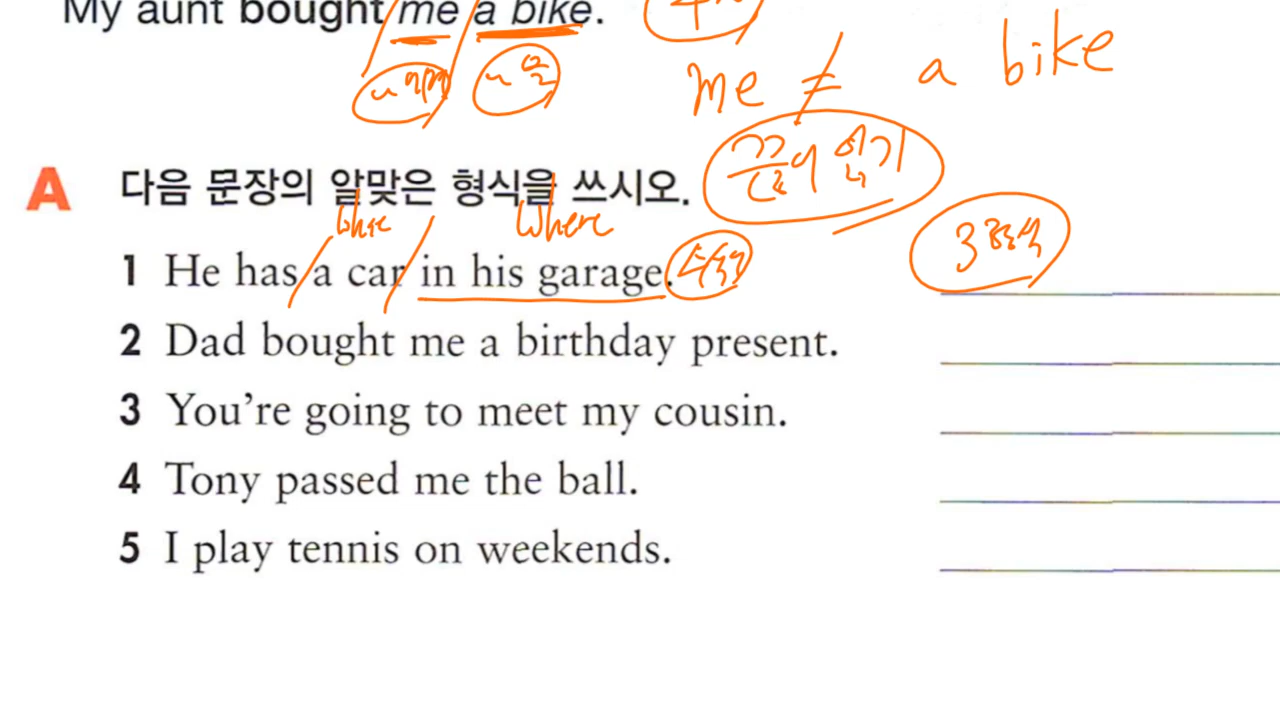 My aunt bought me a bike.
me ≠ a bike
끊어 읽기
A 다음 문장의 알맞은 형식을 쓰시오.
where
3형식
1 He has a car in his garage.
2 Dad bought me a birthday present.
3 You're going to meet my cousin.
4 Tony passed me the ball.
5 I play tennis on weekends.